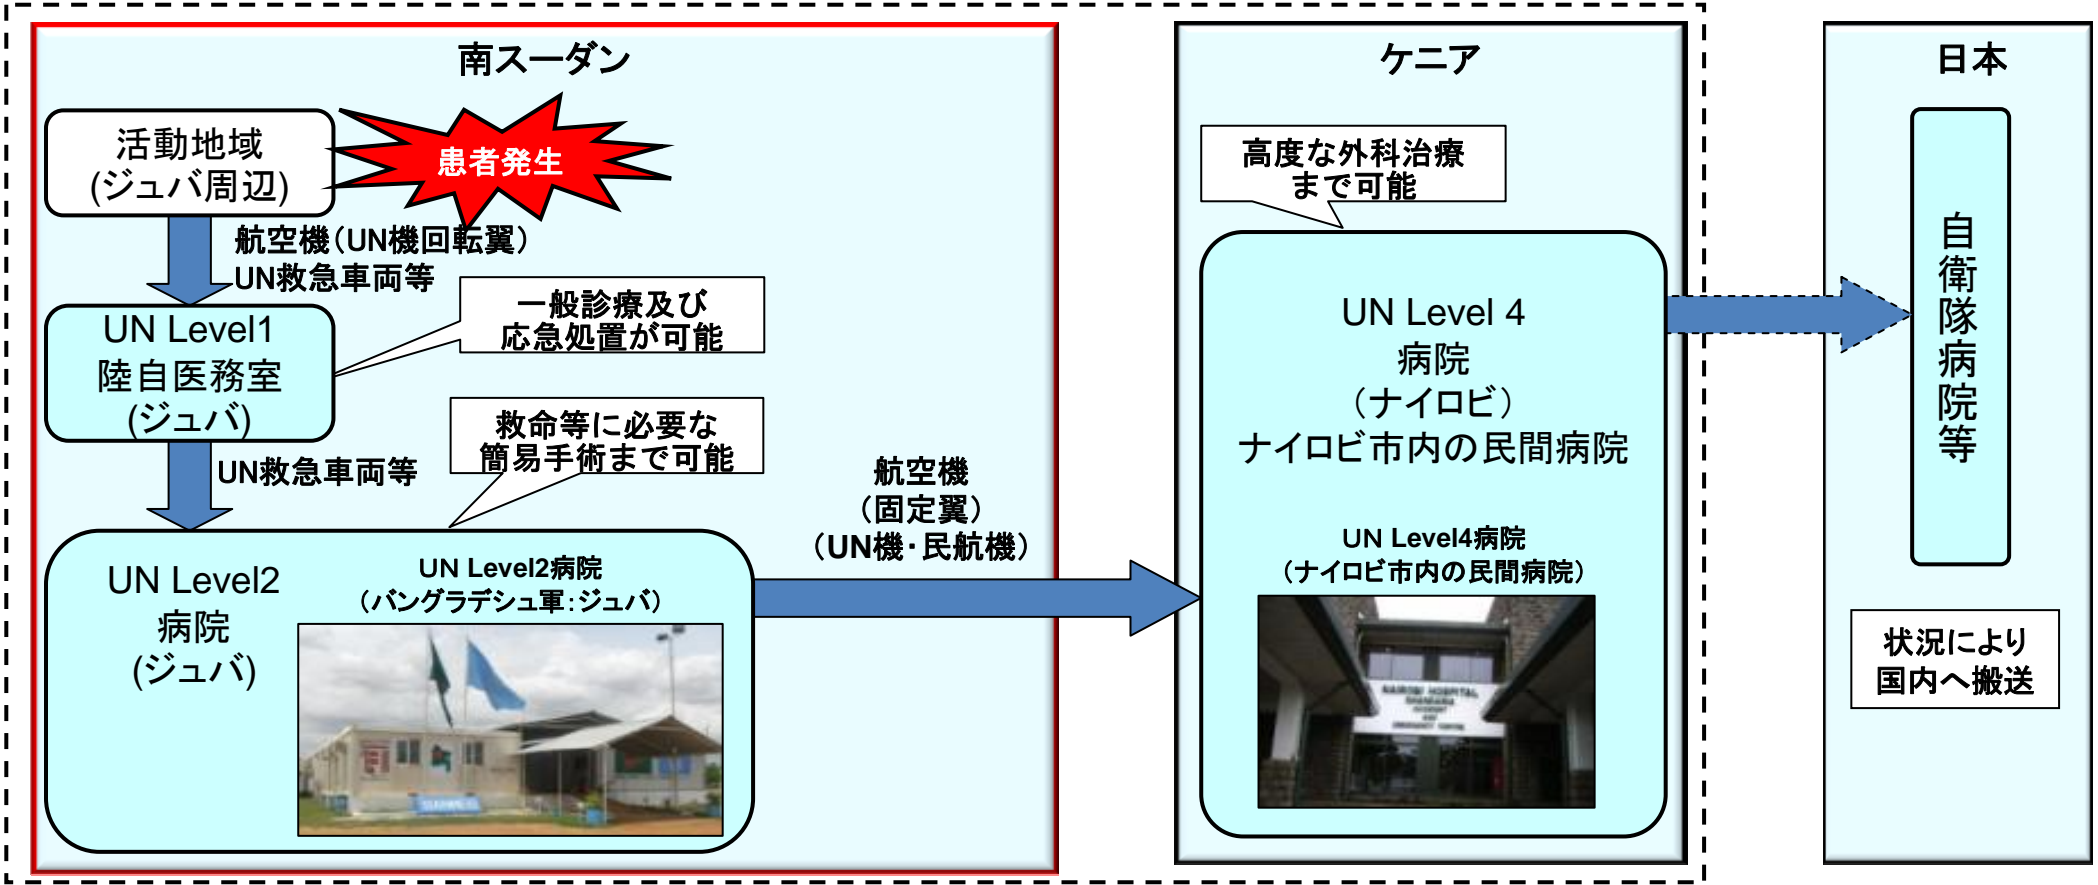 南スーダン
活動地域
(ジュバ周辺)
患者発生
航空機(UN機回転翼)
UN救急車両等
UN Level1
陸自医務室
(ジュバ)
一般診療及び
応急処置が可能
UN救急車両等
救命等に必要な
簡易手術まで可能
UN Level2
病院
(ジュバ)
UN Level2病院
(バングラデシュ軍:ジュバ)
航空機
(固定翼)
(UN機・民航機)
ケニア
高度な外科治療
まで可能
UN Level 4
病院
(ナイロビ)
ナイロビ市内の民間病院
UN Level4病院
(ナイロビ市内の民間病院)
NAIROBI HOSPITAL
日本
自衛隊病院等
状況により
国内へ搬送